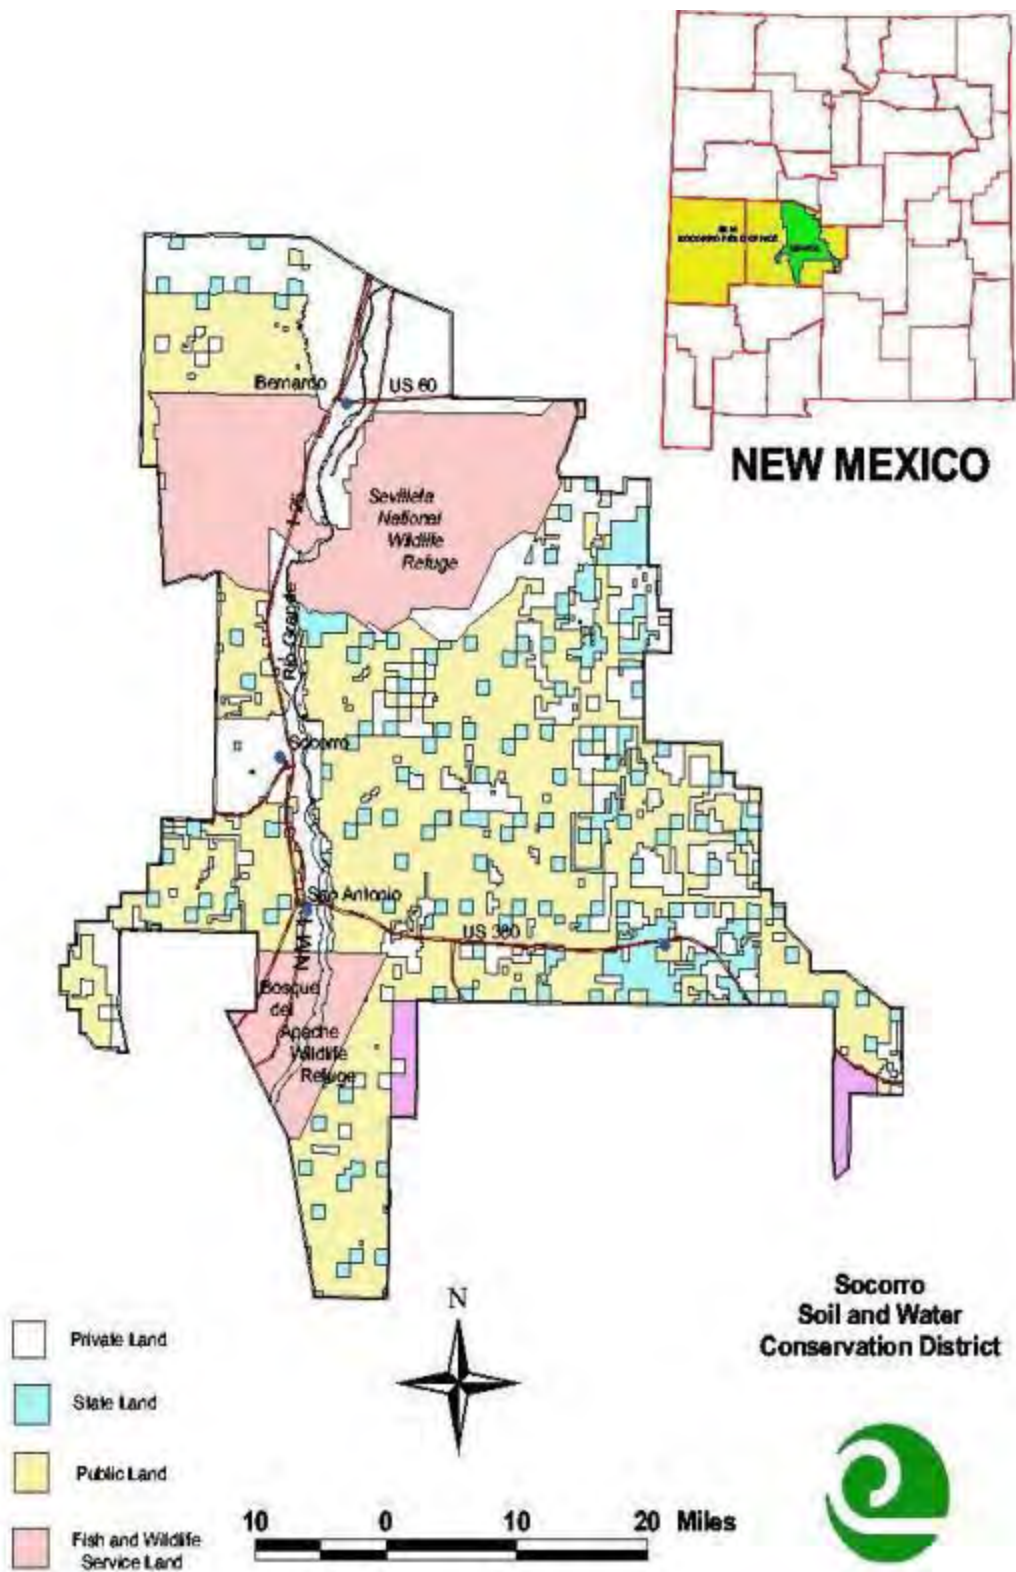 NEW MEXICO
Bernardo
US 60
I-25
Sevilleta
National
Wildlife
Refuge
Rio Grande
Socorro
San Antonio
US 380
NM 1
Bosque
del
Apache
Wildlife
Refuge
N
Socorro
Soil and Water
Conservation District
Private Land
State Land
Public Land
Fish and Wildlife
Service Land
10 0 10 20 Miles